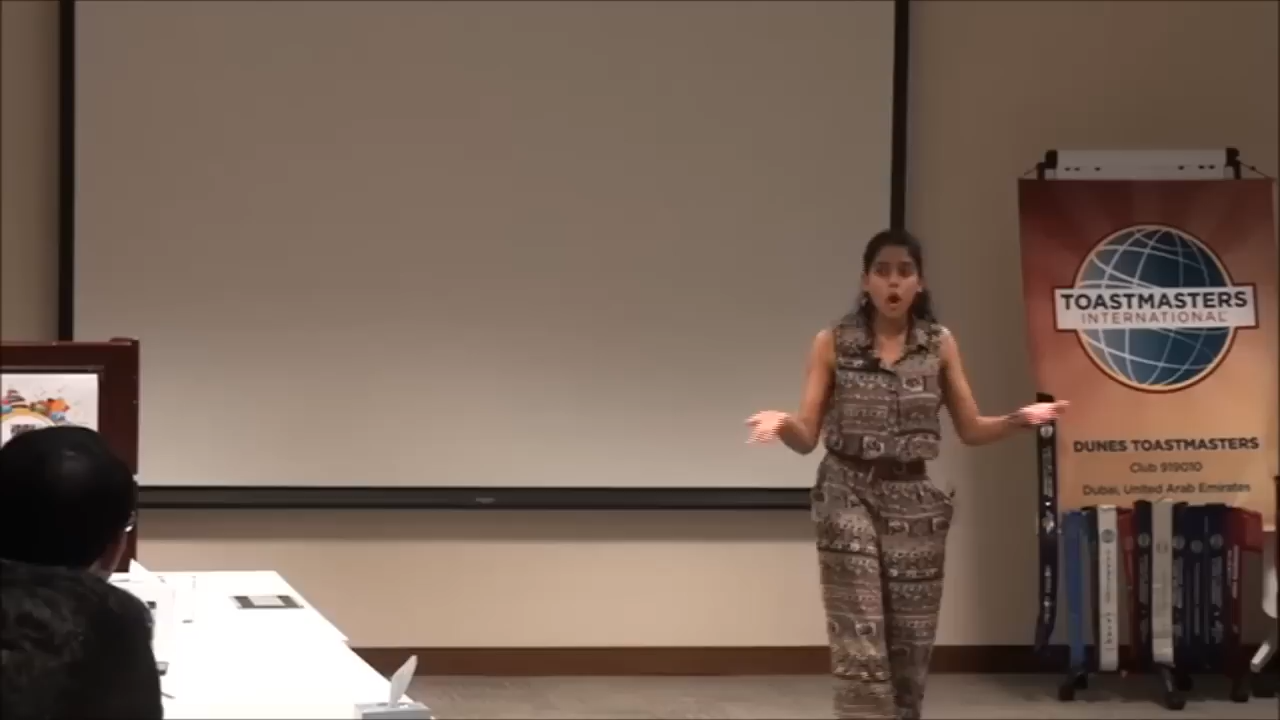 TOASTMASTERS
INTERNATIONAL
DUNES TOASTMASTERS
Club 919010
Dubai, United Arab Emirates